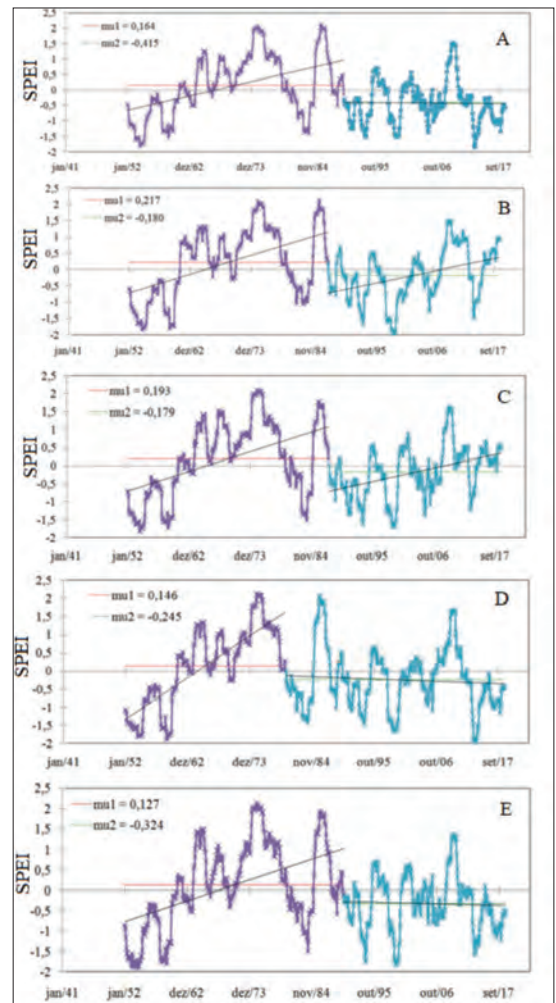 A
mu1 = 0,164
mu2 = -0,415
SPEI
2,5
2
1,5
1
0,5
0
-0,5
-1
-1,5
-2
jan/41 jan/52 dez/62 dez/73 nov/84 out/95 out/06 set/17
B
mu1 = 0,217
mu2 = -0,180
SPEI
2,5
2
1,5
1
0,5
0
-0,5
-1
-1,5
-2
jan/41 jan/52 dez/62 dez/73 nov/84 out/95 out/06 set/17
C
mu1 = 0,193
mu2 = -0,179
SPEI
2,5
2
1,5
1
0,5
0
-0,5
-1
-1,5
-2
jan/41 jan/52 dez/62 dez/73 nov/84 out/95 out/06 set/17
D
mu1 = 0,146
mu2 = -0,245
SPEI
2,5
2
1,5
1
0,5
0
-0,5
-1
-1,5
-2
jan/41 jan/52 dez/62 dez/73 nov/84 out/95 out/06 set/17
E
mu1 = 0,127
mu2 = -0,324
SPEI
2,5
2
1,5
1
0,5
0
-0,5
-1
-1,5
-2
jan/41 jan/52 dez/62 dez/73 nov/84 out/95 out/06 set/17